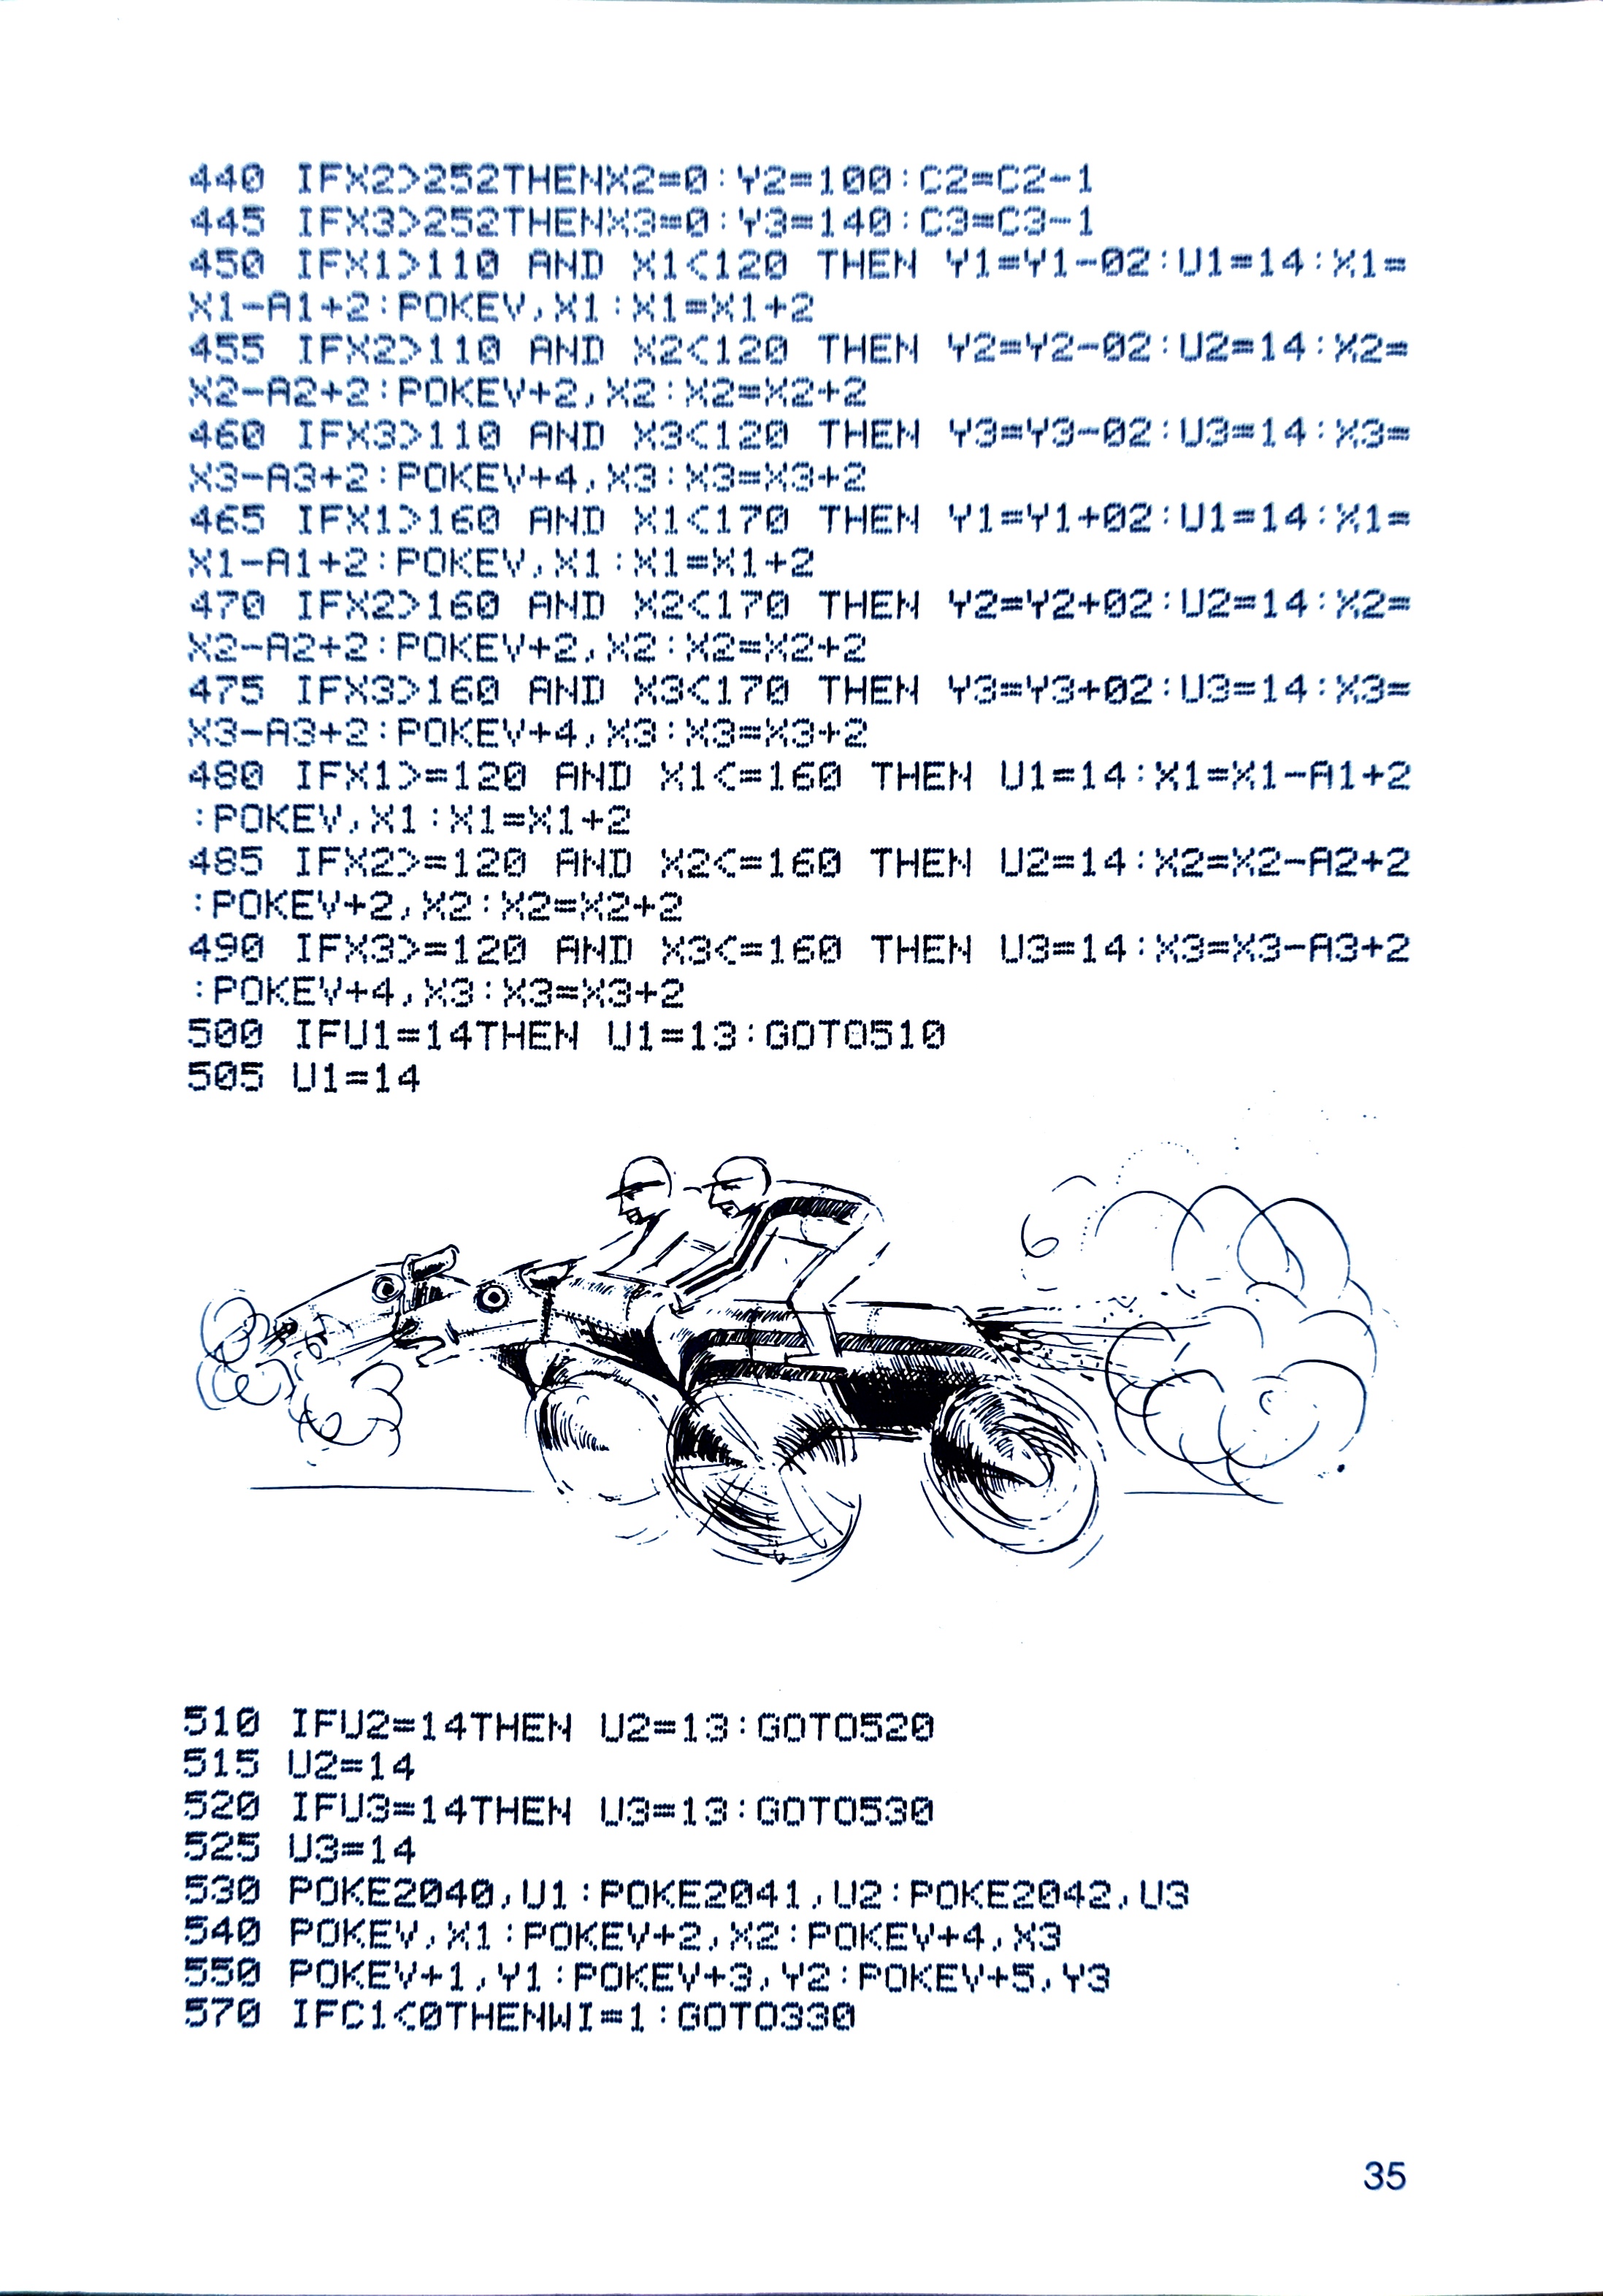 440 IFX2>252THENX2=0:Y2=100:C2=C2-1
445 IFX3>252THENX3=0:Y3=140:C3=C3-1
450 IFX1>110 AND X1<120 THEN Y1=Y1-02:U1=14:X1=
X1-A1+2:POKEV,X1:X1=X1+2
455 IFX2>110 AND X2<120 THEN Y2=Y2-02:U2=14:X2=
X2-A2+2:POKEV+2,X2:X2=X2+2
460 IFX3>110 AND X3<120 THEN Y3=Y3-02:U3=14:X3=
X3-A3+2:POKEV+4,X3:X3=X3+2
465 IFX1>160 AND X1<170 THEN Y1=Y1+02:U1=14:X1=
X1-A1+2:POKEV,X1:X1=X1+2
470 IFX2>160 AND X2<170 THEN Y2=Y2+02:U2=14:X2=
X2-A2+2:POKEV+2,X2:X2=X2+2
475 IFX3>160 AND X3<170 THEN Y3=Y3+02:U3=14:X3=
X3-A3+2:POKEV+4,X3:X3=X3+2
480 IFX1>=120 AND X1<=160 THEN U1=14:X1=X1-A1+2
:POKEV,X1:X1=X1+2
485 IFX2>=120 AND X2<=160 THEN U2=14:X2=X2-A2+2
:POKEV+2,X2:X2=X2+2
490 IFX3>=120 AND X3<=160 THEN U3=14:X3=X3-A3+2
:POKEV+4,X3:X3=X3+2
500 IFU1=14THEN U1=13:GOTO510
505 U1=14
510 IFU2=14THEN U2=13:GOTO520
515 U2=14
520 IFU3=14THEN U3=13:GOTO530
525 U3=14
530 POKE2040,U1:POKE2041,U2:POKE2042,U3
540 POKEV,X1:POKEV+2,X2:POKEV+4,X3
550 POKEV+1,Y1:POKEV+3,Y2:POKEV+5,Y3
570 IFC1<0THENWI=1:GOTO330
35